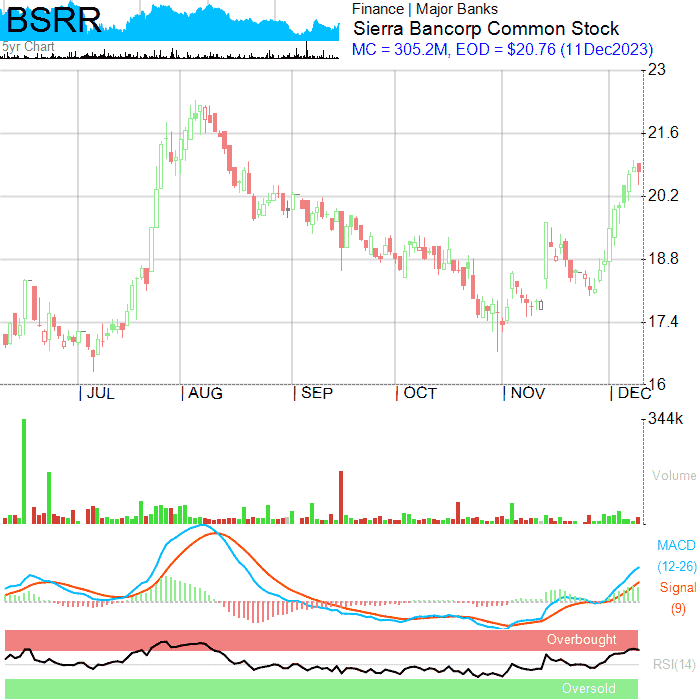 BSRR
5yr Chart
Finance | Major Banks
Sierra Bancorp Common Stock
MC = 305.2M, EOD = $20.76 (11Dec2023)
23
21.6
20.2
18.8
17.4
16
JUL AUG SEP OCT NOV DEC
344k
Volume
MACD
(12-26)
Signal
(9)
Overbought
RSI(14)
Oversold